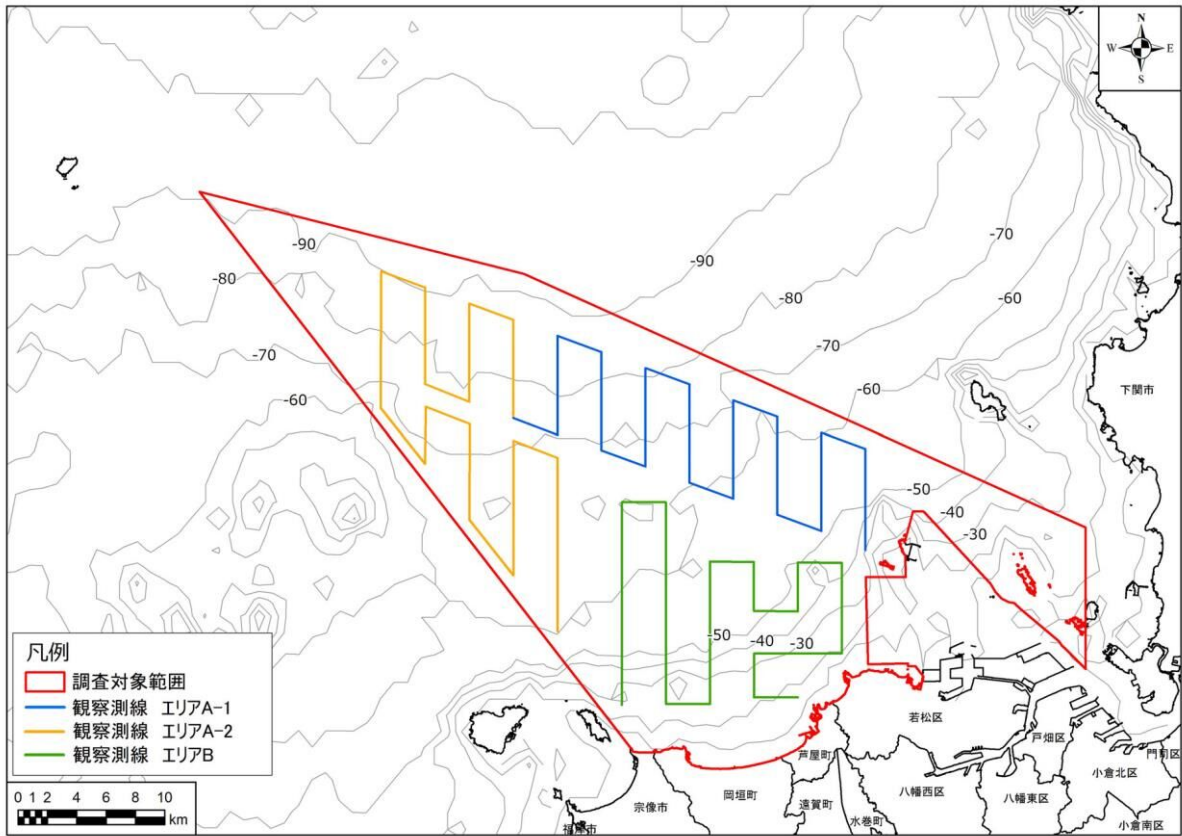 N
W E
S
-90
-80
-90
-70
-80
-70
-60
-70
-60
-60
下関市
-50
-40
-30
-50
-40
-30
凡例
調査対象範囲
観察測線 エリアA-1
観察測線 エリアA-2
観察測線 エリアB
若松区
戸畑区
門司区
芦屋町
小倉北区
八幡西区
八幡東区
岡垣町
遠賀町
宗像市
水巻町
小倉南区
福津市
0 1 2 4 6 8 10
km